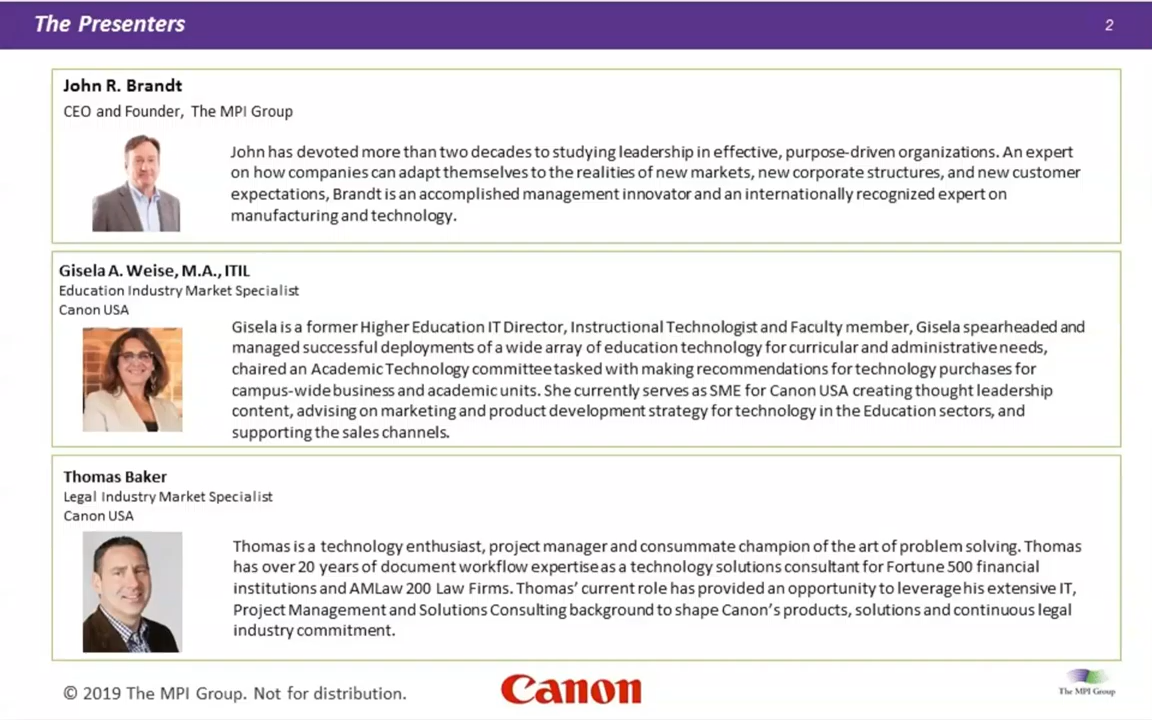 The Presenters
2
John R. Brandt
CEO and Founder, The MPI Group
John has devoted more than two decades to studying leadership in effective, purpose-driven organizations. An expert
on how companies can adapt themselves to the realities of new markets, new corporate structures, and new customer
expectations, Brandt is an accomplished management innovator and an internationally recognized expert on
manufacturing and technology.
Gisela A. Weise, M.A., ITIL
Education Industry Market Specialist
Canon USA
Gisela is a former Higher Education IT Director, Instructional Technologist and Faculty member, Gisela spearheaded and
managed successful deployments of a wide array of education technology for curricular and administrative needs,
chaired an Academic Technology committee tasked with making recommendations for technology purchases for
campus-wide business and academic units. She currently serves as SME for Canon USA creating thought leadership
content, advising on marketing and product development strategy for technology in the Education sectors, and
supporting the sales channels.
Thomas Baker
Legal Industry Market Specialist
Canon USA
Thomas is a technology enthusiast, project manager and consummate champion of the art of problem solving. Thomas
has over 20 years of document workflow expertise as a technology solutions consultant for Fortune 500 financial
institutions and AMLaw 200 Law Firms. Thomas’ current role has provided an opportunity to leverage his extensive IT,
Project Management and Solutions Consulting background to shape Canon’s products, solutions and continuous legal
industry commitment.
© 2019 The MPI Group. Not for distribution.
Canon
The MPI Group